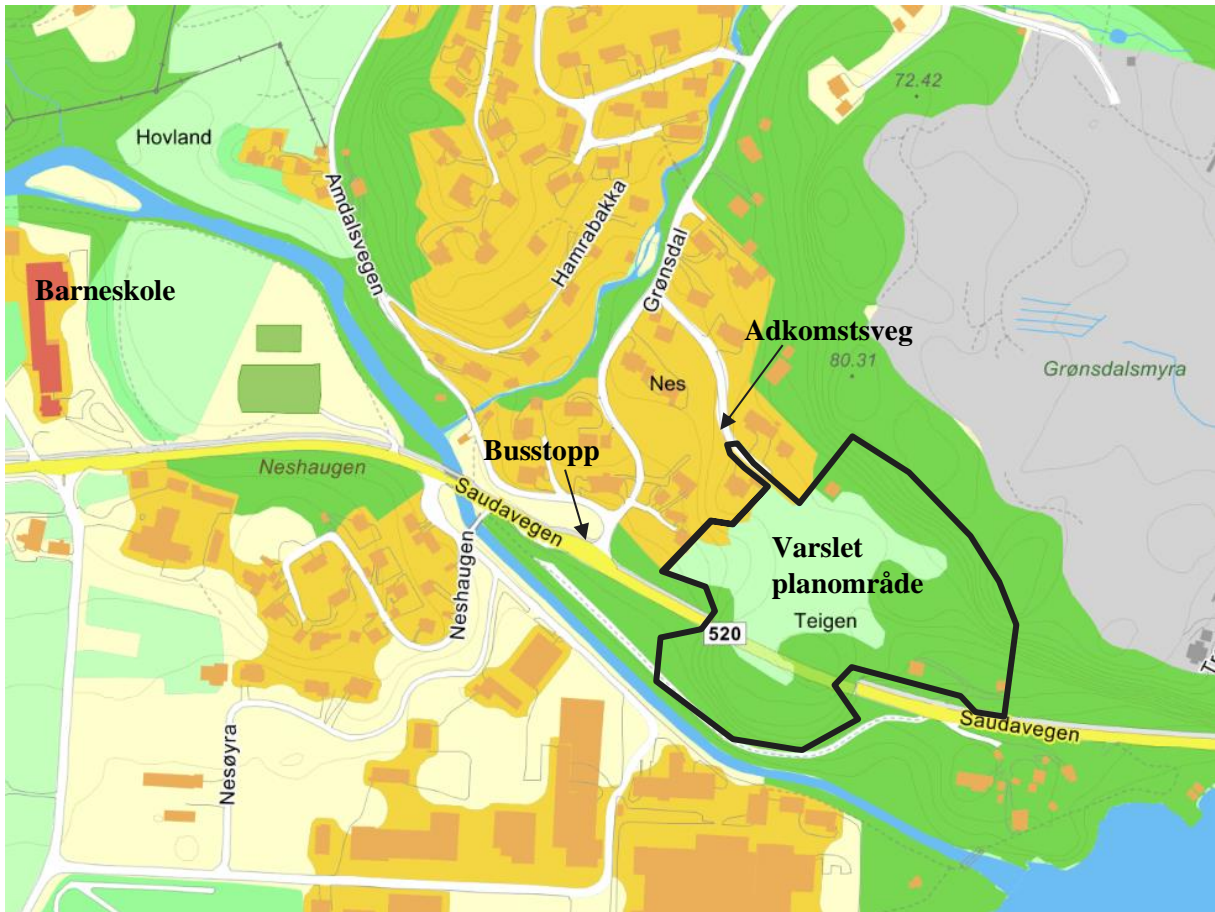 72.42
Hovland
Amdalsvegen
Hamrabakka
Grønsdal
Barneskole
Adkomstsveg
80.31
Grønsdalsmyra
Nes
Busstopp
Neshaugen
Saudavegen
Varslet
planområde
Teigen
520
Neshaugen
Saudavegen
Nesøyra